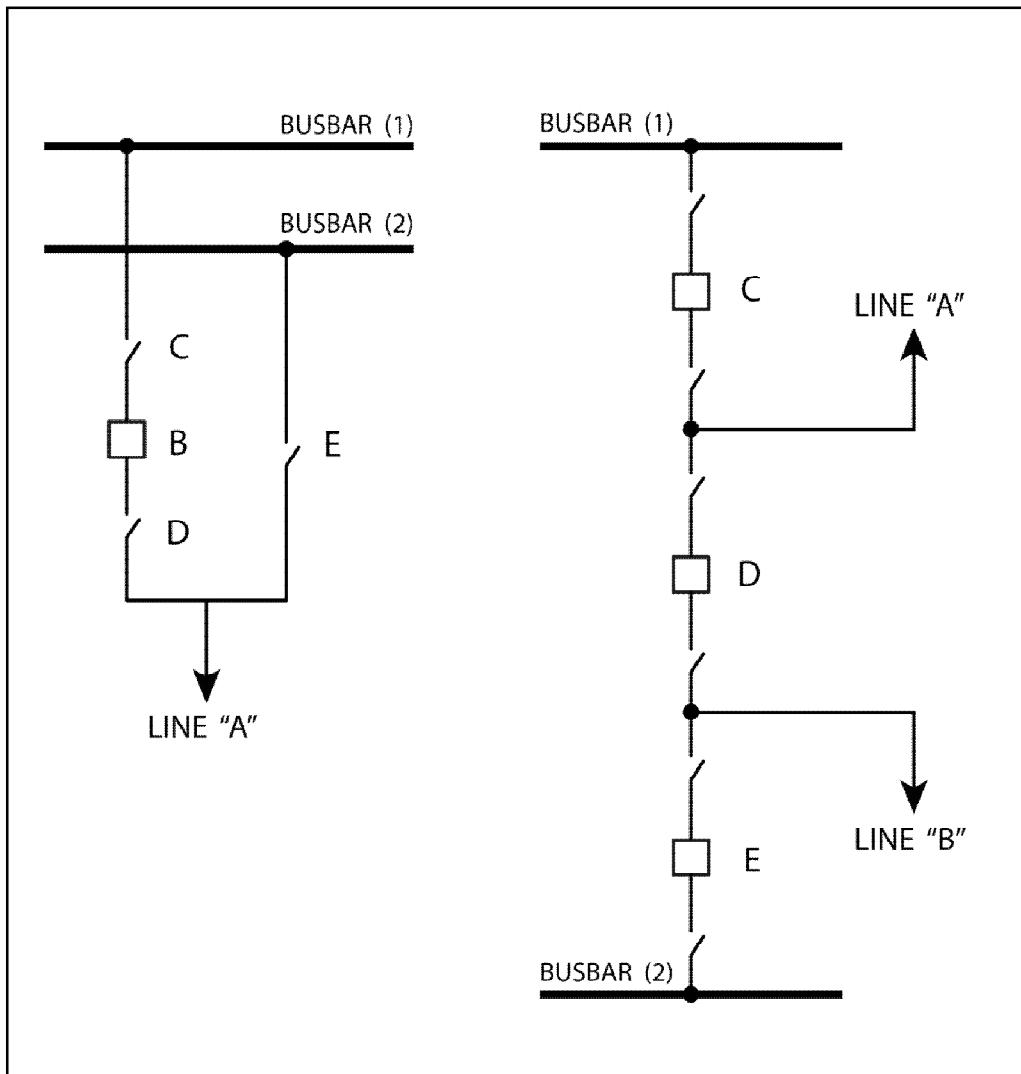 BUSBAR (1)
BUSBAR (2)
C
B
E
D
LINE “A”
BUSBAR (1)
C
LINE “A”
D
LINE “B”
E
BUSBAR (2)